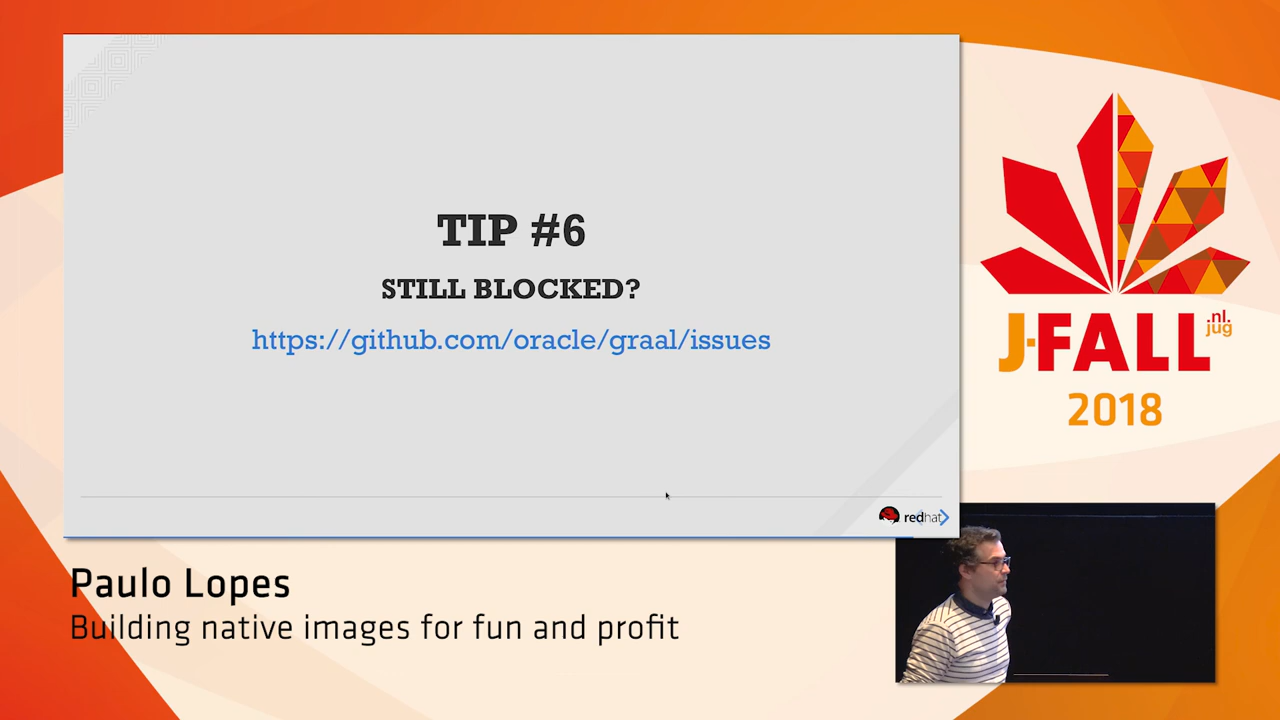 TIP #6
STILL BLOCKED?
https://github.com/oracle/graal/issues
redhat
J-FALL
.nl.
jug
2018
Paulo Lopes
Building native images for fun and profit